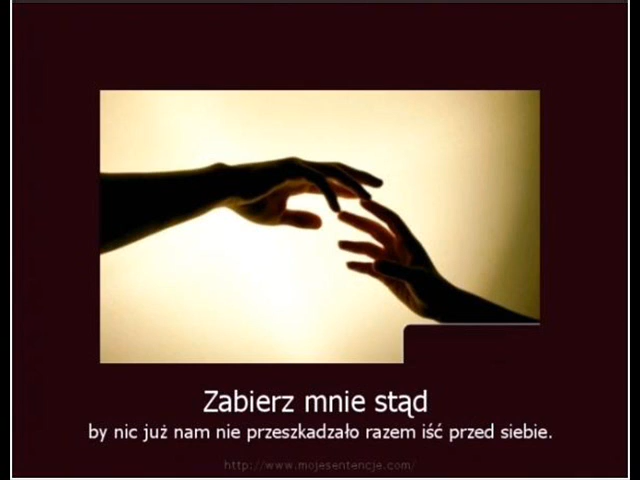 Zabierz mnie stąd
by nic już nam nie przeszkadzało razem iść przed siebie.
http://www.mojesentencje.com/